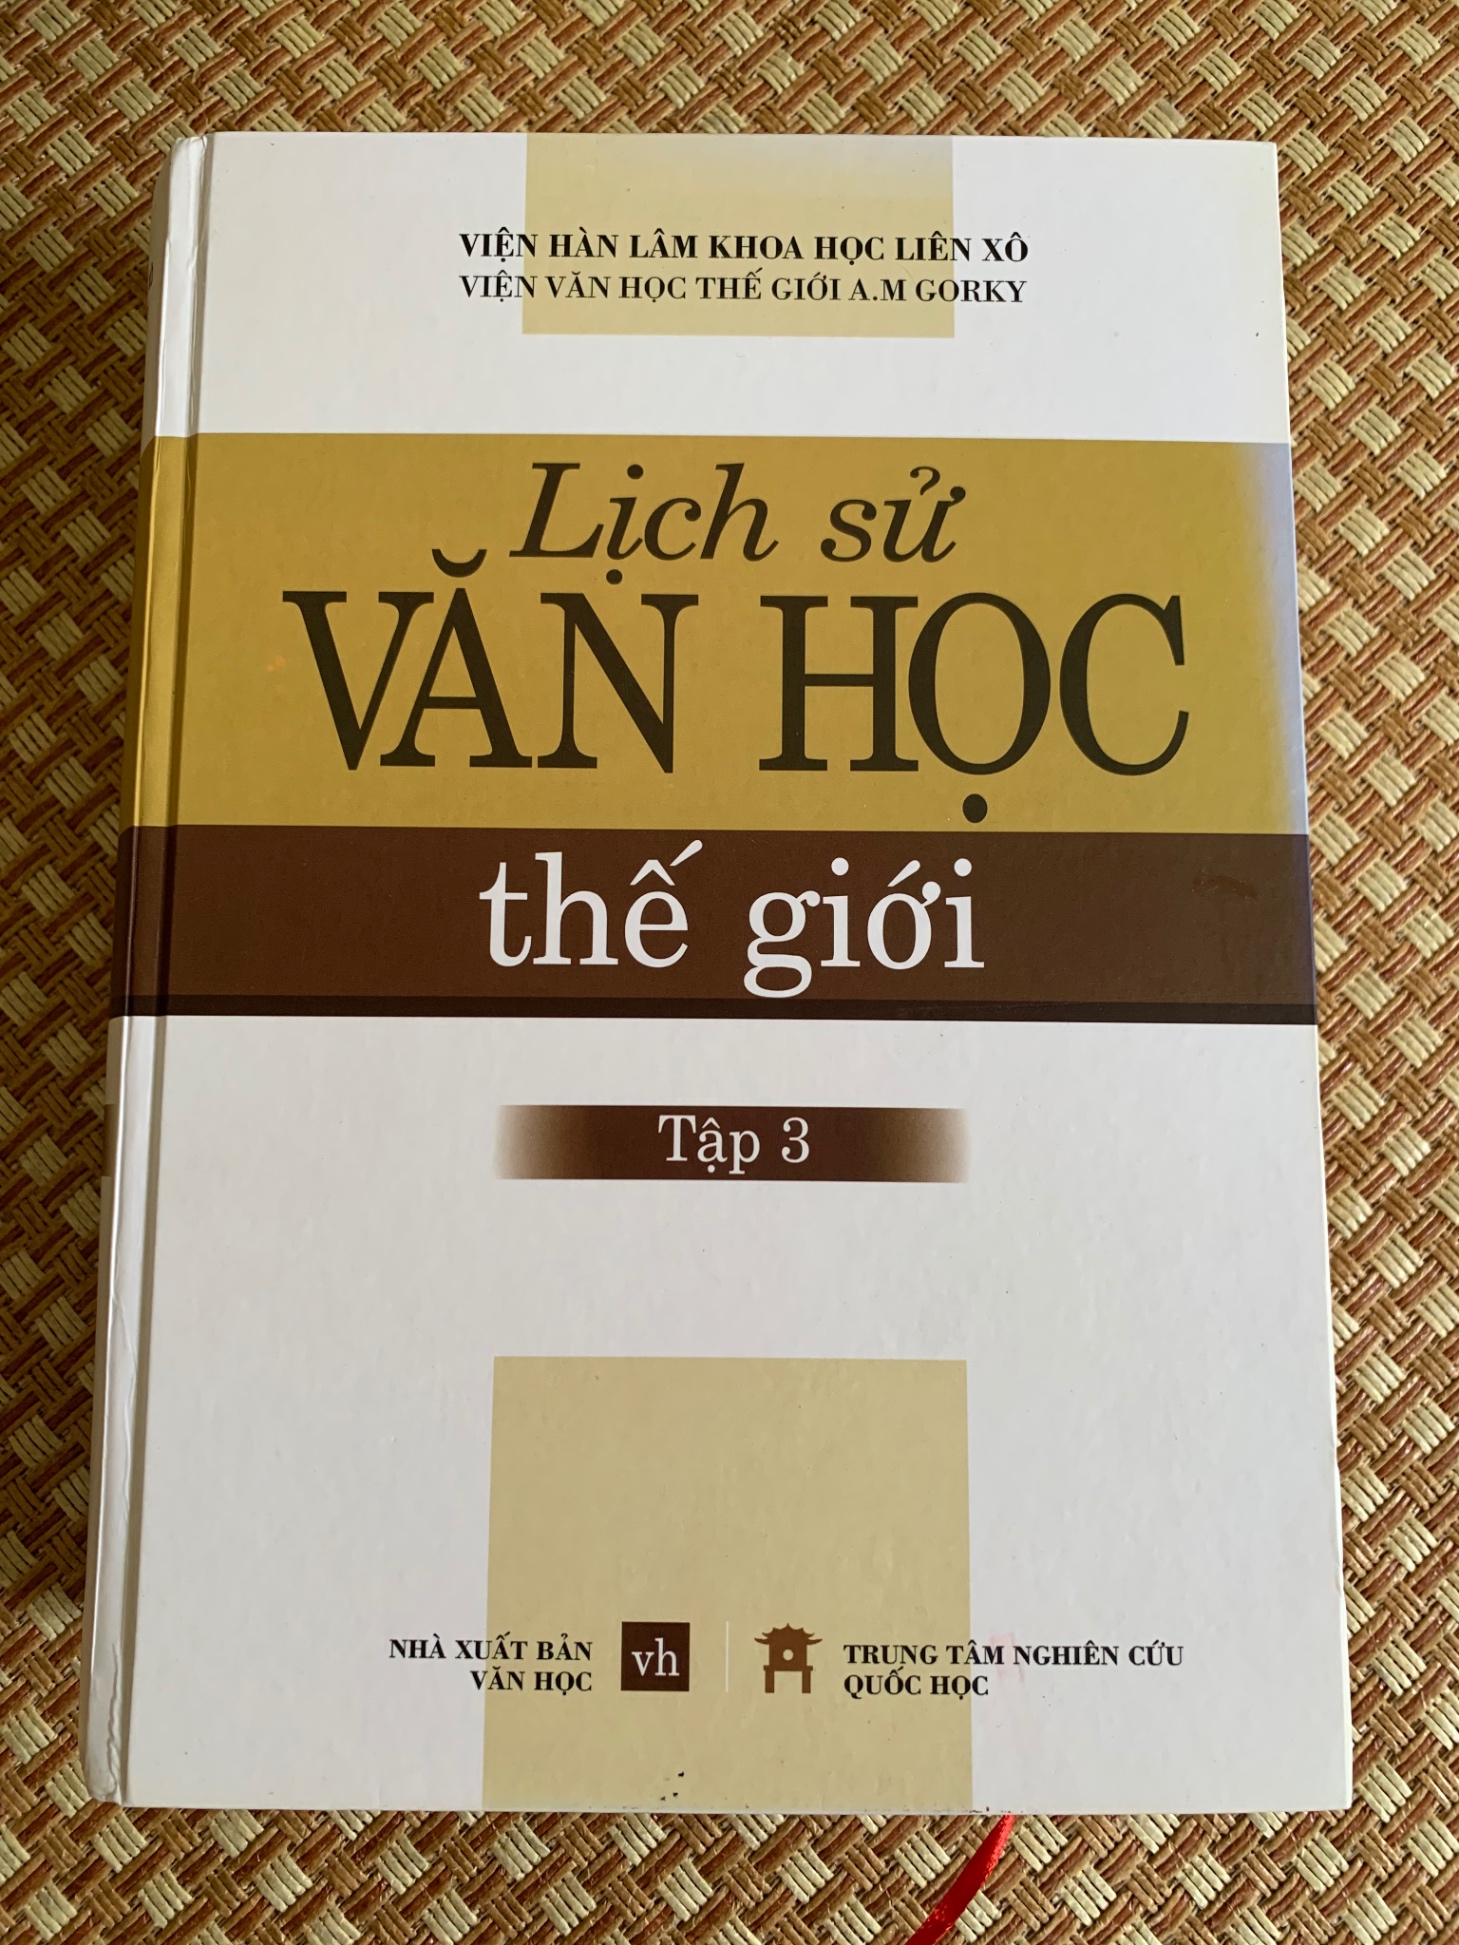 VIỆN HÀN LÂM KHOA HỌC LIÊN XÔ
VIỆN VĂN HỌC THẾ GIỚI A.M GORKY
Lịch sử
VĂN HỌC
thế giới
Tập 3
NHÀ XUẤT BẢN
VĂN HỌC
vh
TRUNG TÂM NGHIÊN CỨU
QUỐC HỌC